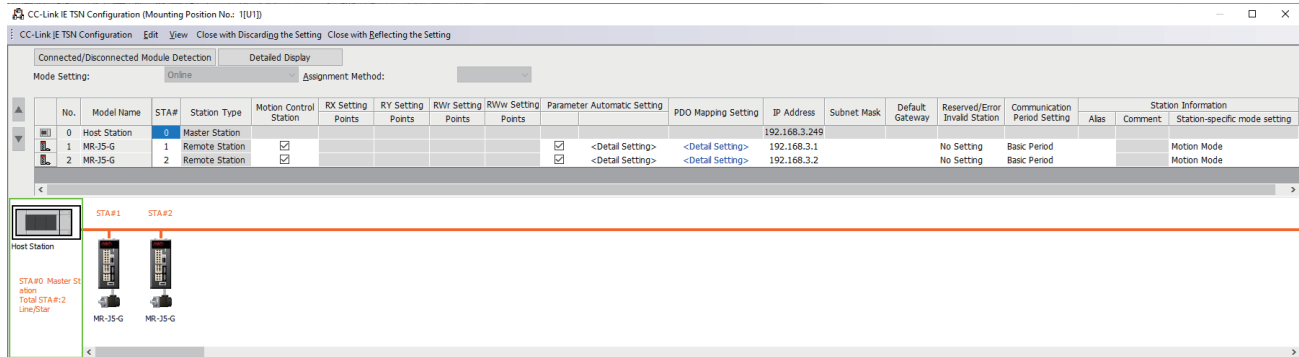 CC-Link IE TSN Configuration (Mounting Position No.: 1[U1])
CC-Link IE TSN Configuration Edit View Close with Discarding the Setting Close with Reflecting the Setting
Connected/Disconnected Module Detection Detailed Display
Mode Setting: Online Assignment Method:
No. Model Name STA# Station Type Motion Control Station RX Setting RY Setting RWr Setting RWw Setting Parameter Automatic Setting PDO Mapping Setting IP Address Subnet Mask Default Gateway Reserved/Error Invalid Station Communication Period Setting Station Information
Points Points Points Points Alias Comment Station-specific mode setting
0 Host Station 0 Master Station 192.168.3.249
1 MR-J5-G 1 Remote Station <Detail Setting> <Detail Setting> 192.168.3.1 No Setting Basic Period Motion Mode
2 MR-J5-G 2 Remote Station <Detail Setting> <Detail Setting> 192.168.3.2 No Setting Basic Period Motion Mode
STA#1 STA#2
Host Station
STA#0 Master St
ation
Total STA#:2
Line/Star
MR-J5-G MR-J5-G